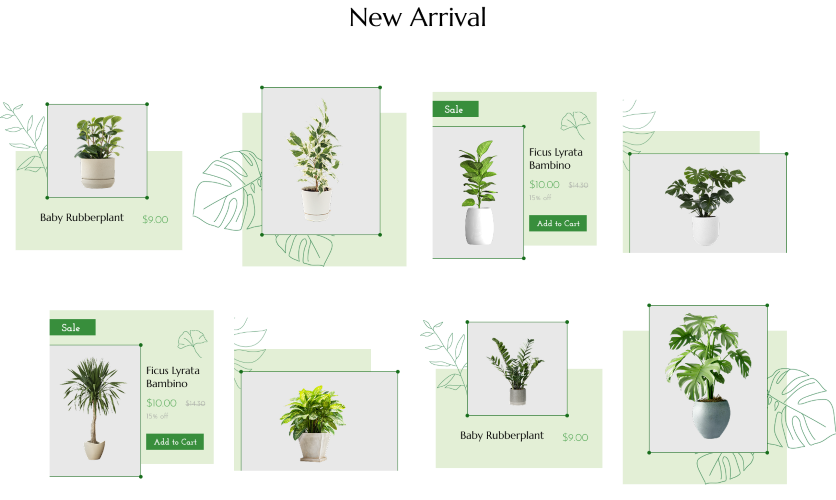 New Arrival
Baby Rubberplant
$9.00
Sale
Ficus Lyrata
Bambino
$10.00 $14.30
15% off
Add to Cart
Sale
Ficus Lyrata
Bambino
$10.00 $14.30
15% off
Add to Cart
Baby Rubberplant
$9.00